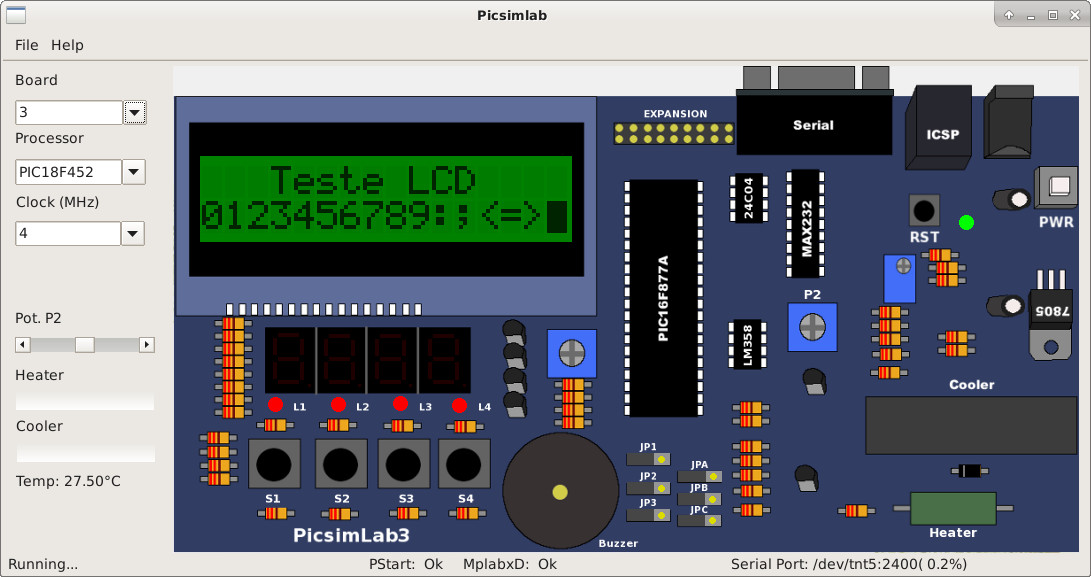 Picsimlab
File Help
Board
3
Processor
PIC18F452
Clock (MHz)
4
Pot. P2
Heater
Cooler
Temp: 27.50°C
Teste LCD
0123456789:;<=>
EXPANSION
Serial
ICSP
PWR
RST
24C04
MAX232
PIC16F877A
P2
LM358
7805
Cooler
L1 L2 L3 L4
S1 S2 S3 S4
JP1
JP2
JP3
JPA
JPB
JPC
PicsimLab3
Buzzer
Heater
Running... PStart: Ok MplabxD: Ok Serial Port: /dev/tnt5:2400( 0.2%)